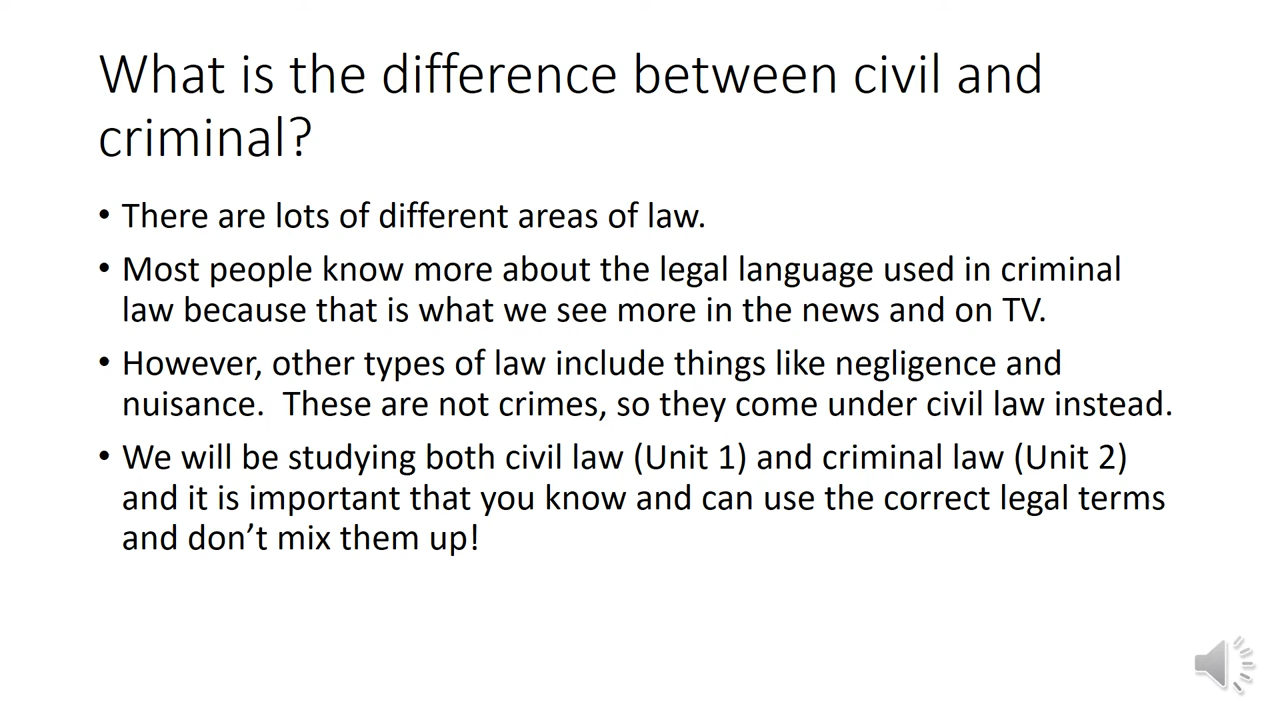 What is the difference between civil and
criminal?
• There are lots of different areas of law.
• Most people know more about the legal language used in criminal
law because that is what we see more in the news and on TV.
• However, other types of law include things like negligence and
nuisance.  These are not crimes, so they come under civil law instead.
• We will be studying both civil law (Unit 1) and criminal law (Unit 2)
and it is important that you know and can use the correct legal terms
and don’t mix them up!